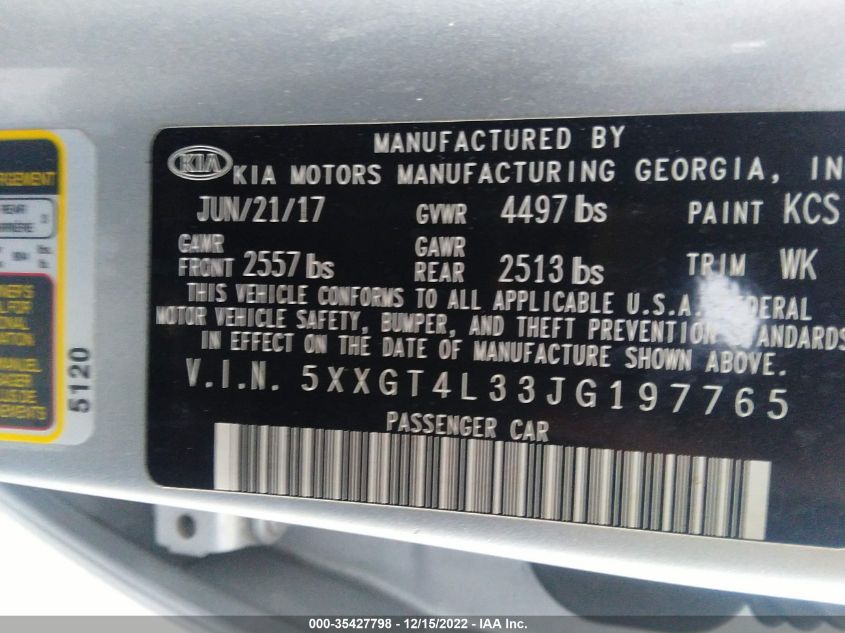 MANUFACTURED BY
KIA KIA MOTORS MANUFACTURING GEORGIA, IN
JUN/21/17 GVWR 4497 lbs PAINT KCS
GAWR FRONT 2557 lbs GAWR REAR 2513 lbs TRIM WK
THIS VEHICLE CONFORMS TO ALL APPLICABLE U.S.A. FEDERAL
MOTOR VEHICLE SAFETY, BUMPER, AND THEFT PREVENTION STANDARDS
IN EFFECT ON THE DATE OF MANUFACTURE SHOWN ABOVE.
V.I.N. 5XXGT4L33JG197765
PASSENGER CAR
REAR
5120
000-35427798 - 12/15/2022 - IAA Inc.